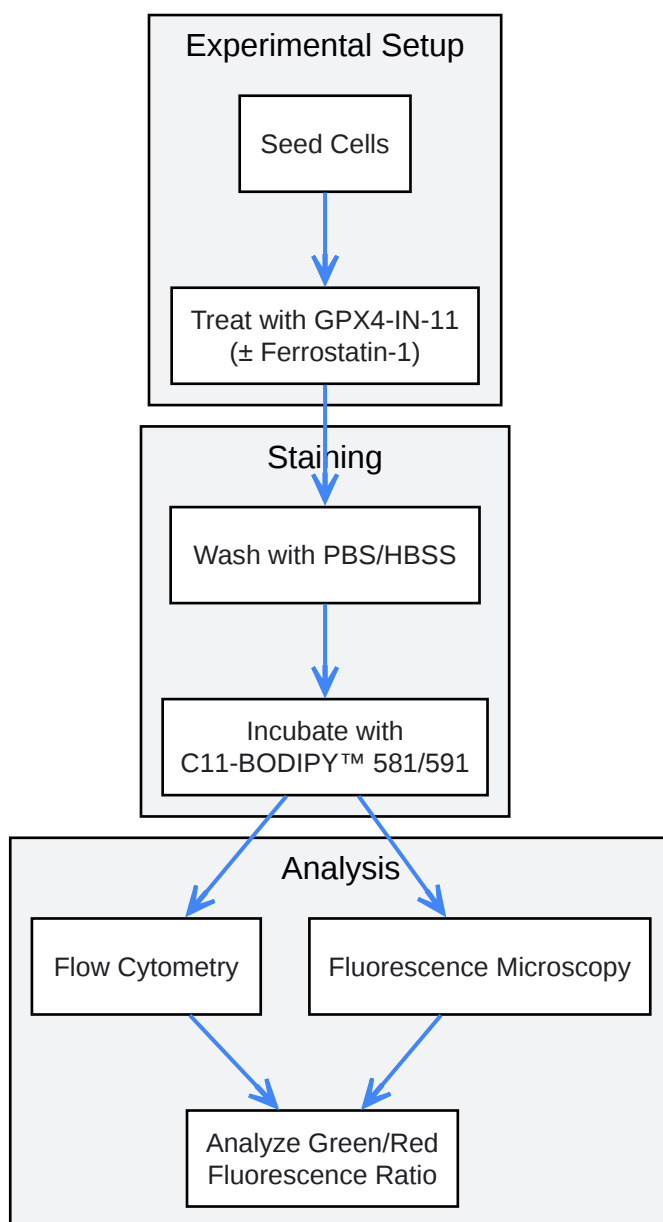 Experimental Setup
Seed Cells
Treat with GPX4-IN-11
(± Ferrostatin-1)
Staining
Wash with PBS/HBSS
Incubate with
C11-BODIPY™ 581/591
Analysis
Flow Cytometry
Fluorescence Microscopy
Analyze Green/Red
Fluorescence Ratio